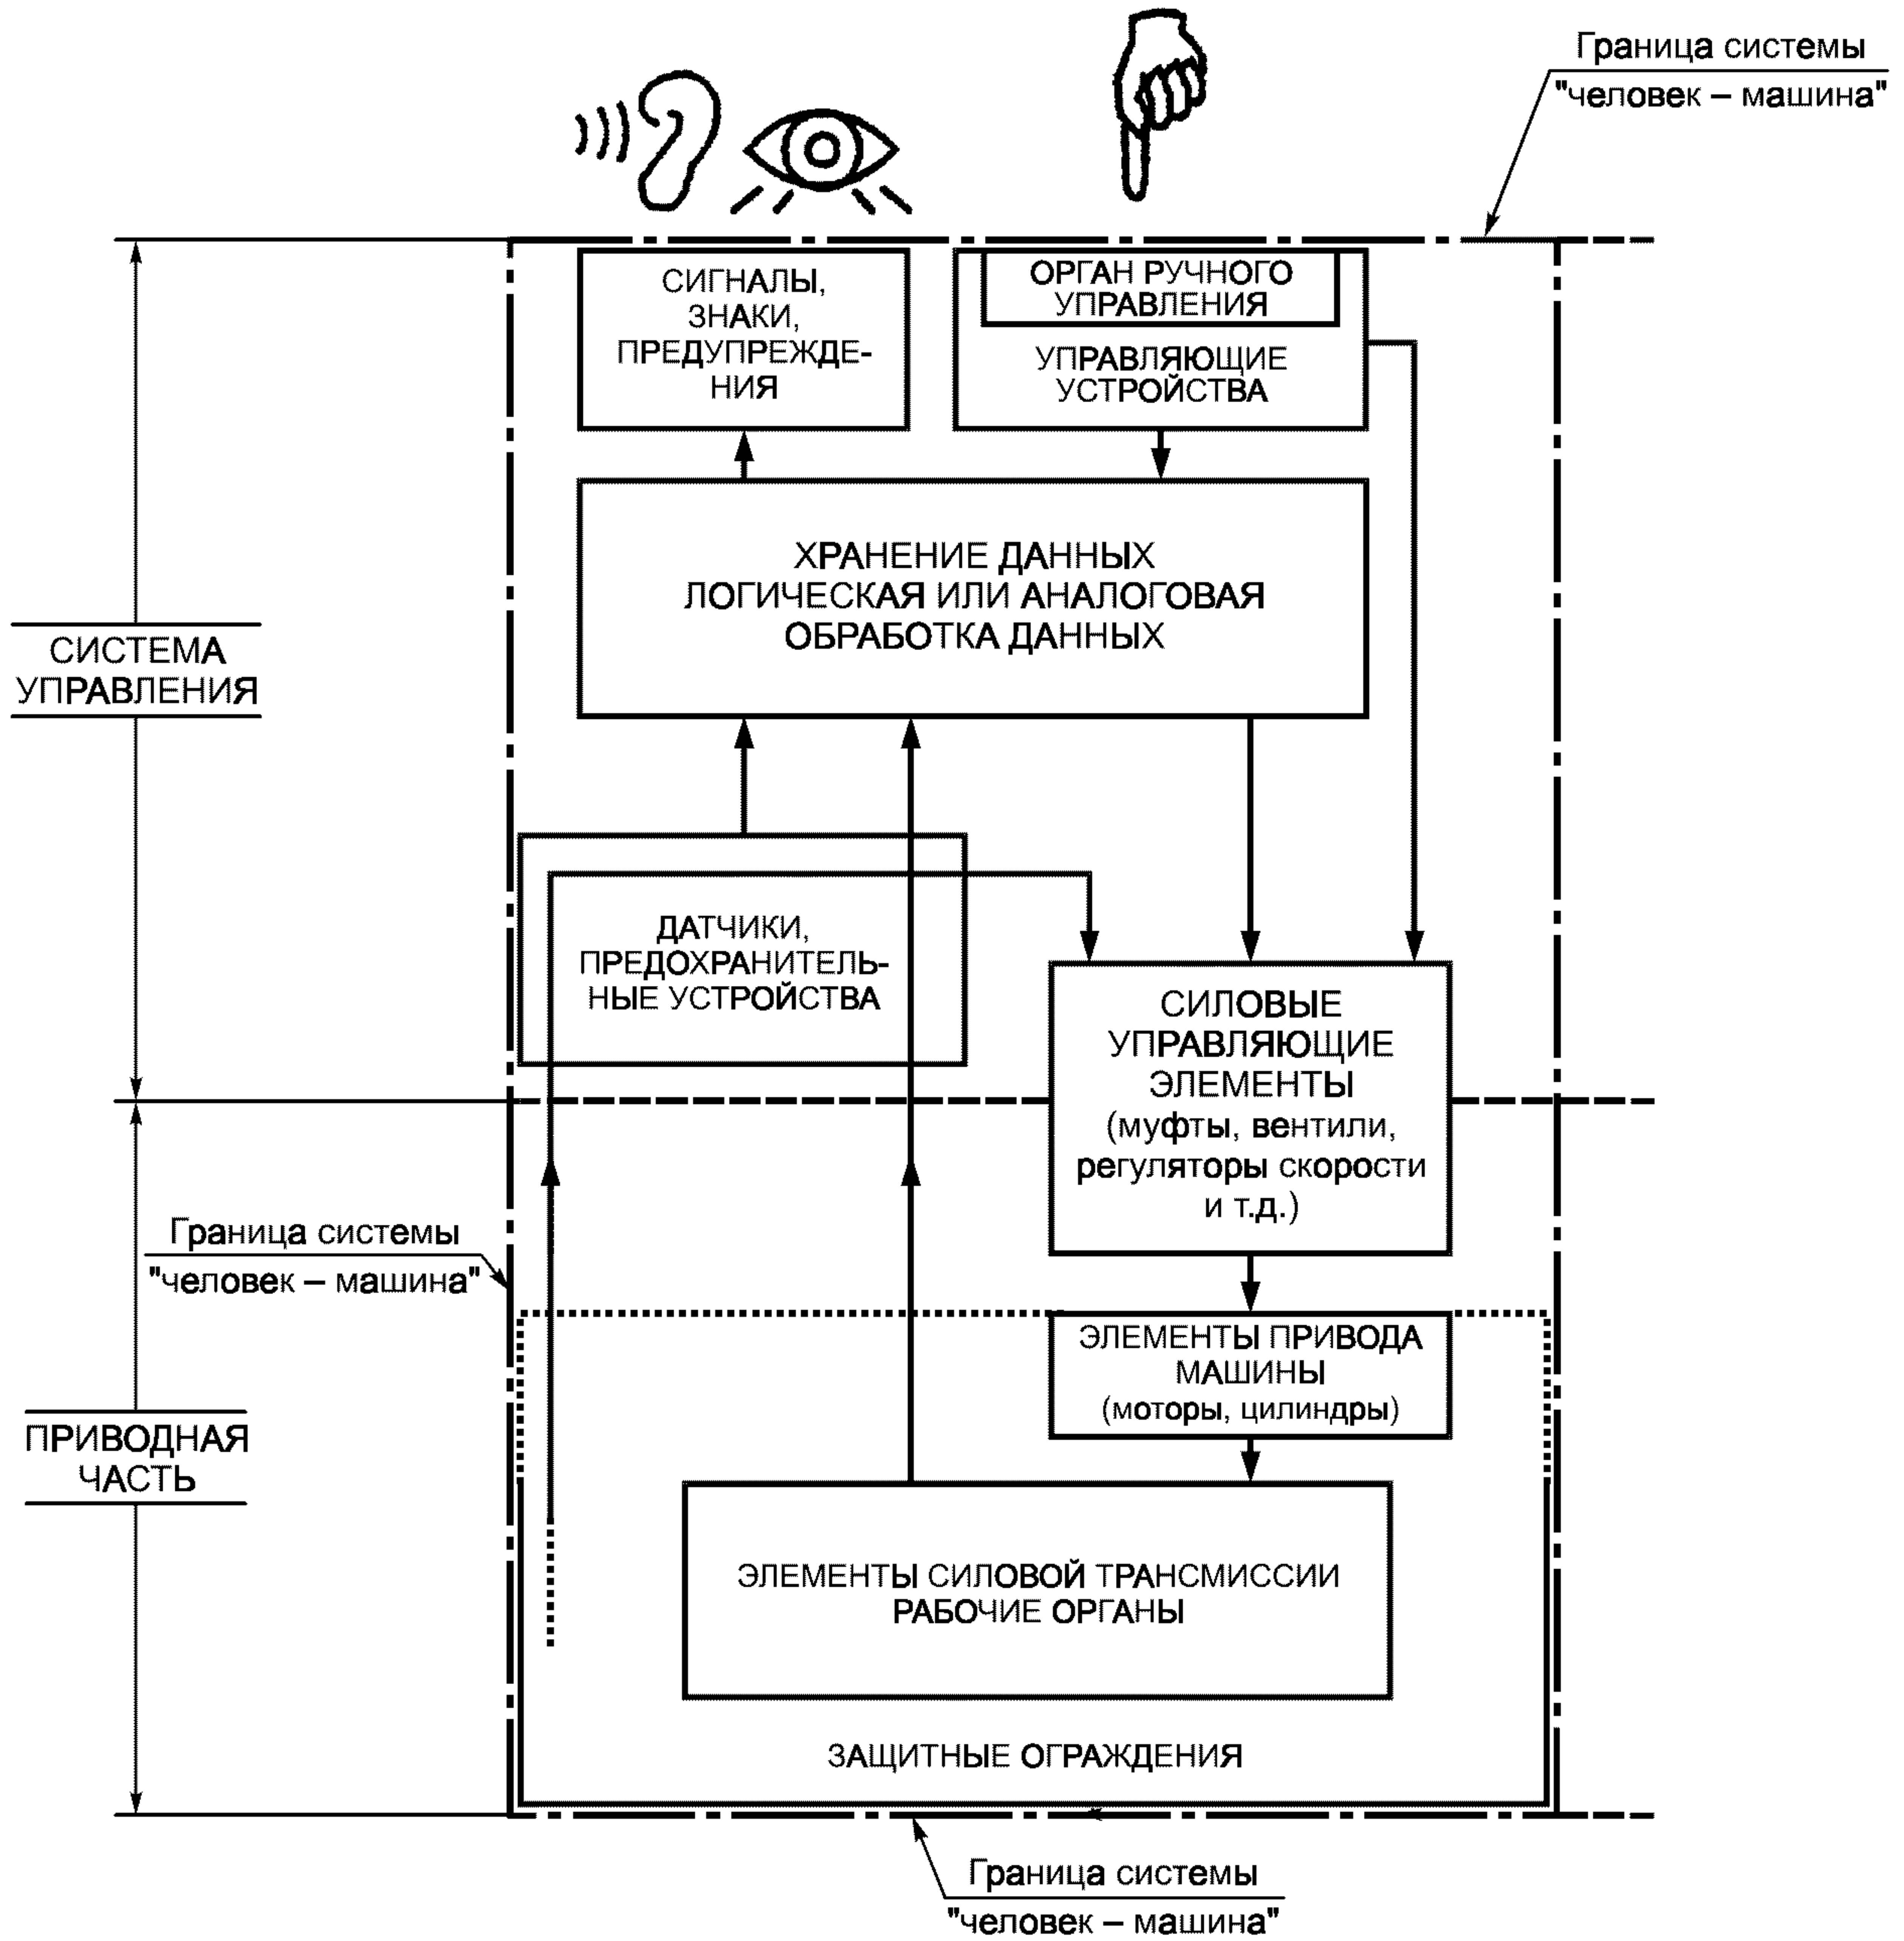 Граница системы
"человек – машина"
СИГНАЛЫ,
ЗНАКИ,
ПРЕДУПРЕЖДЕ-
НИЯ
ОРГАН РУЧНОГО
УПРАВЛЕНИЯ
УПРАВЛЯЮЩИЕ
УСТРОЙСТВА
ХРАНЕНИЕ ДАННЫХ
ЛОГИЧЕСКАЯ ИЛИ АНАЛОГОВАЯ
ОБРАБОТКА ДАННЫХ
СИСТЕМА
УПРАВЛЕНИЯ
ДАТЧИКИ,
ПРЕДОХРАНИТЕЛЬ-
НЫЕ УСТРОЙСТВА
СИЛОВЫЕ
УПРАВЛЯЮЩИЕ
ЭЛЕМЕНТЫ
(муфты, вентили,
регуляторы скорости
и т.д.)
Граница системы
"человек – машина"
ЭЛЕМЕНТЫ ПРИВОДА
МАШИНЫ
(моторы, цилиндры)
ПРИВОДНАЯ
ЧАСТЬ
ЭЛЕМЕНТЫ СИЛОВОЙ ТРАНСМИССИИ
РАБОЧИЕ ОРГАНЫ
ЗАЩИТНЫЕ ОГРАЖДЕНИЯ
Граница системы
"человек – машина"